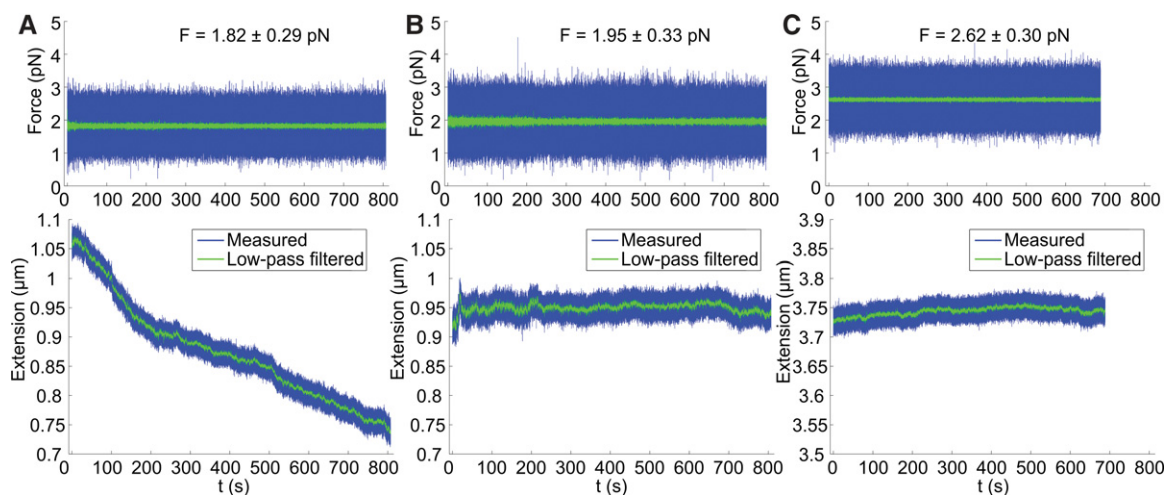 A
F = 1.82 ± 0.29 pN
Force (pN)
5
4
3
2
1
0
0 100 200 300 400 500 600 700 800
Extension (µm)
1.1
1.05
1
0.95
0.9
0.85
0.8
0.75
0.7
Measured
Low-pass filtered
0 100 200 300 400 500 600 700 800
t (s)
B
F = 1.95 ± 0.33 pN
Force (pN)
5
4
3
2
1
0
0 100 200 300 400 500 600 700 800
Extension (µm)
1.1
1.05
1
0.95
0.9
0.85
0.8
0.75
0.7
Measured
Low-pass filtered
0 100 200 300 400 500 600 700 800
t (s)
C
F = 2.62 ± 0.30 pN
Force (pN)
5
4
3
2
1
0
0 100 200 300 400 500 600 700 800
Extension (µm)
3.9
3.85
3.8
3.75
3.7
3.65
3.6
3.55
3.5
Measured
Low-pass filtered
0 100 200 300 400 500 600 700 800
t (s)